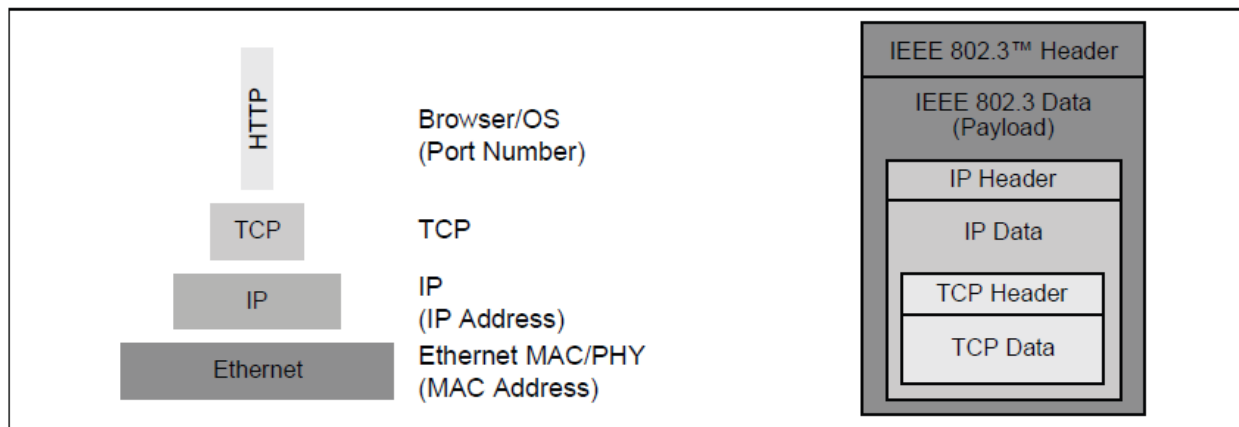 HTTP
Browser/OS
(Port Number)
TCP
TCP
IP
IP
(IP Address)
Ethernet
Ethernet MAC/PHY
(MAC Address)
IEEE 802.3™ Header
IEEE 802.3 Data
(Payload)
IP Header
IP Data
TCP Header
TCP Data